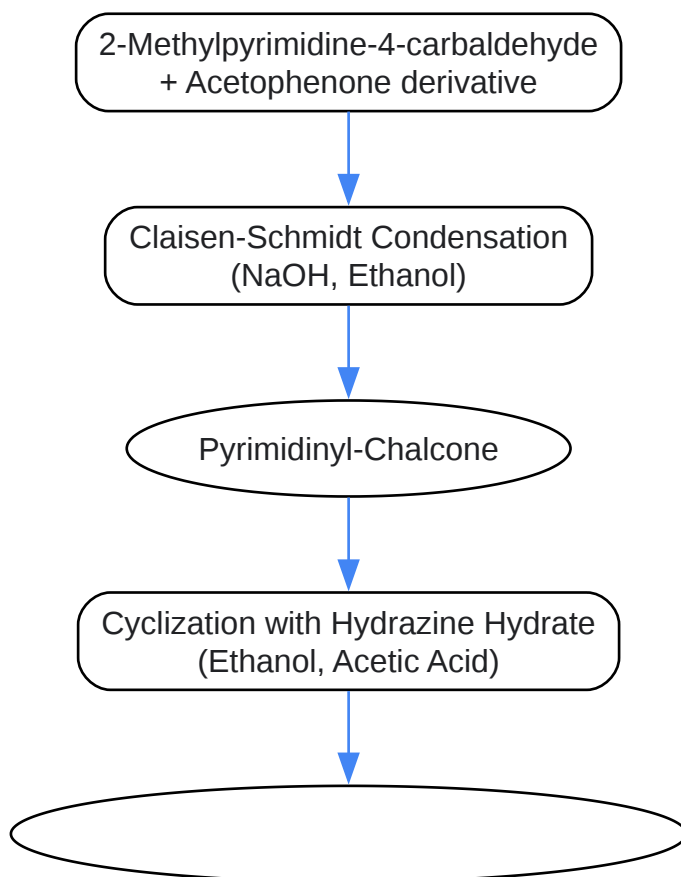 2-Methylpyrimidine-4-carbaldehyde
+ Acetophenone derivative
Claisen-Schmidt Condensation
(NaOH, Ethanol)
Pyrimidinyl-Chalcone
Cyclization with Hydrazine Hydrate
(Ethanol, Acetic Acid)